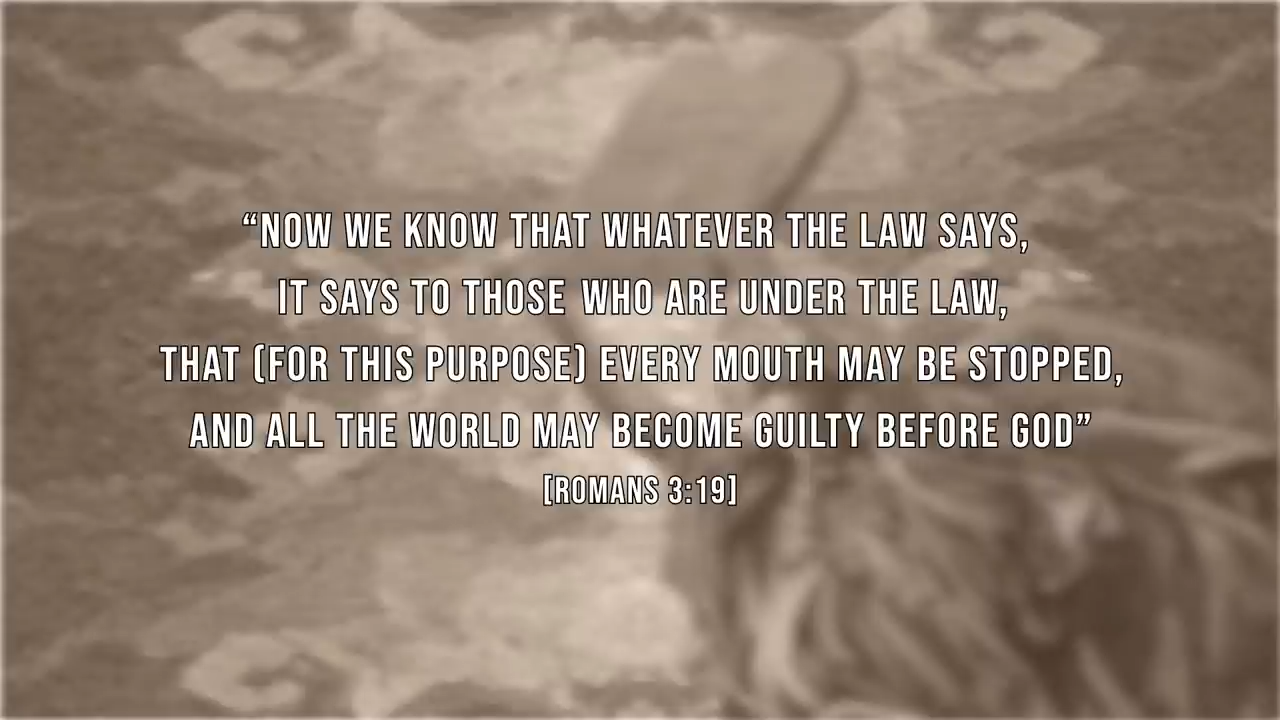 “NOW WE KNOW THAT WHATEVER THE LAW SAYS,
IT SAYS TO THOSE WHO ARE UNDER THE LAW,
THAT (FOR THIS PURPOSE) EVERY MOUTH MAY BE STOPPED,
AND ALL THE WORLD MAY BECOME GUILTY BEFORE GOD”
[ROMANS 3:19]